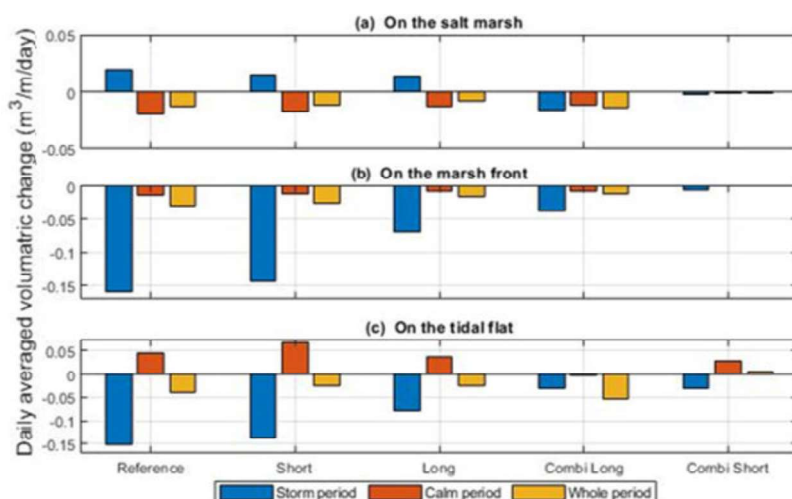 (a) On the salt marsh
0.05
0
-0.05
(b) On the marsh front
0
-0.05
-0.1
-0.15
(c) On the tidal flat
0.05
0
-0.05
-0.1
-0.15
Daily averaged volumatric change (m³/m/day)
Reference Short Long Combi Long Combi Short
Storm period Calm period Whole period